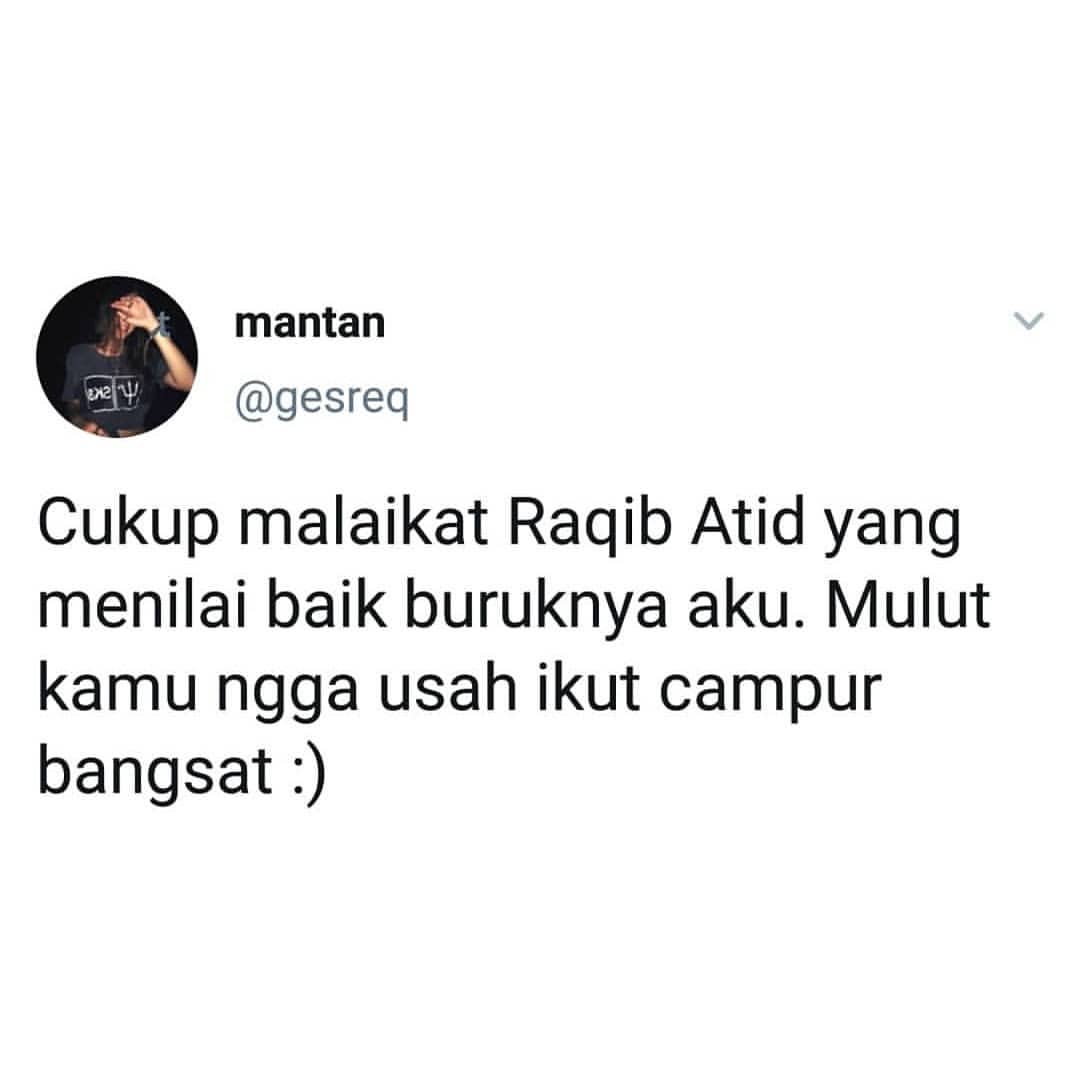 mantan
@gesreq
Cukup malaikat Raqib Atid yang
menilai baik buruknya aku. Mulut
kamu ngga usah ikut campur
bangsat :)